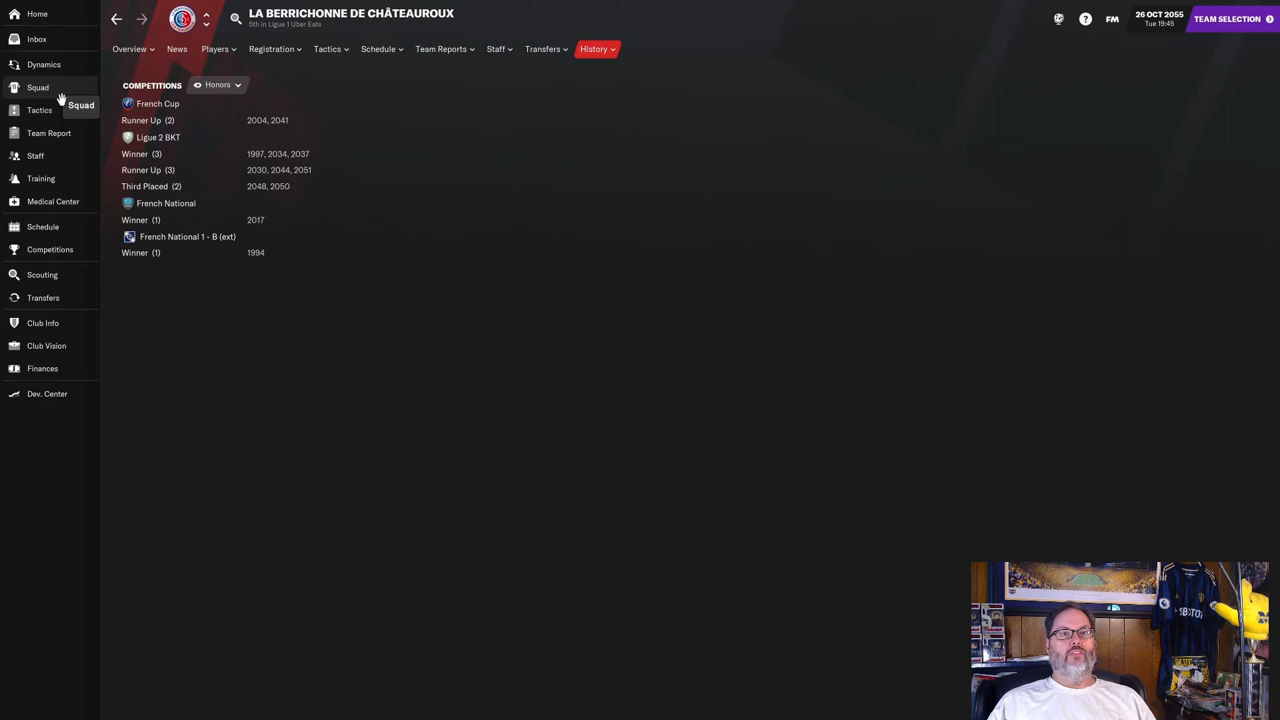 Home
LA BERRICHONNE DE CHÂTEAUROUX
5th in Ligue 1 Uber Eats
FM
26 OCT 2055
Tue 19:45
TEAM SELECTION
Inbox
Overview
News
Players
Registration
Tactics
Schedule
Team Reports
Staff
Transfers
History
Dynamics
Squad
Squad
Tactics
Team Report
Staff
Training
Medical Center
Schedule
Competitions
Scouting
Transfers
Club Info
Club Vision
Finances
Dev. Center
COMPETITIONS
Honors
French Cup
Runner Up (2) 2004, 2041
Ligue 2 BKT
Winner (3) 1997, 2034, 2037
Runner Up (3) 2030, 2044, 2051
Third Placed (2) 2048, 2050
French National
Winner (1) 2017
French National 1 - B (ext)
Winner (1) 1994